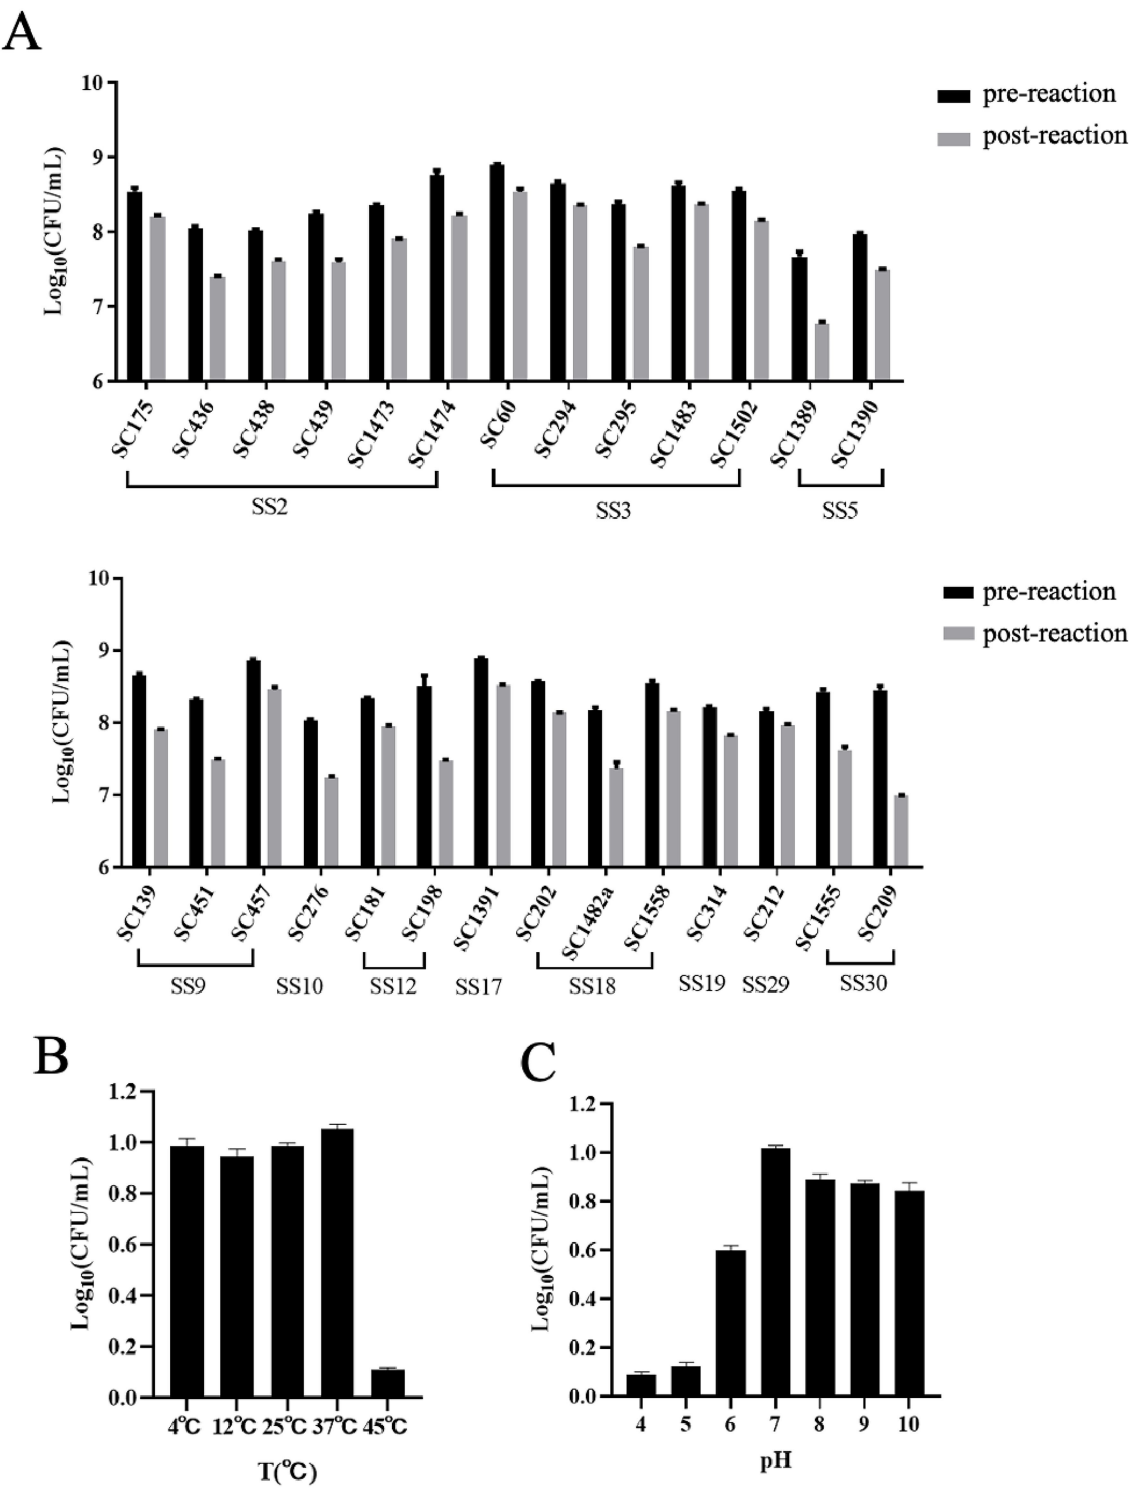 A
10
9
8
7
6
Log10(CFU/mL)
pre-reaction
post-reaction
SC175
SC436
SC438
SC439
SC1473
SC1474
SC60
SC294
SC295
SC1483
SC1502
SC1389
SC1390
SS2
SS3
SS5
10
9
8
7
6
Log10(CFU/mL)
pre-reaction
post-reaction
SC139
SC451
SC457
SC276
SC181
SC198
SC1391
SC202
SC1482a
SC1558
SC314
SC212
SC1555
SC209
SS9
SS10
SS12
SS17
SS18
SS19
SS29
SS30
B
1.2
1.0
0.8
0.6
0.4
0.2
0.0
Log10(CFU/mL)
4℃ 12℃ 25℃ 37℃ 45℃
T(℃)
C
1.2
1.0
0.8
0.6
0.4
0.2
0.0
Log10(CFU/mL)
4 5 6 7 8 9 10
pH